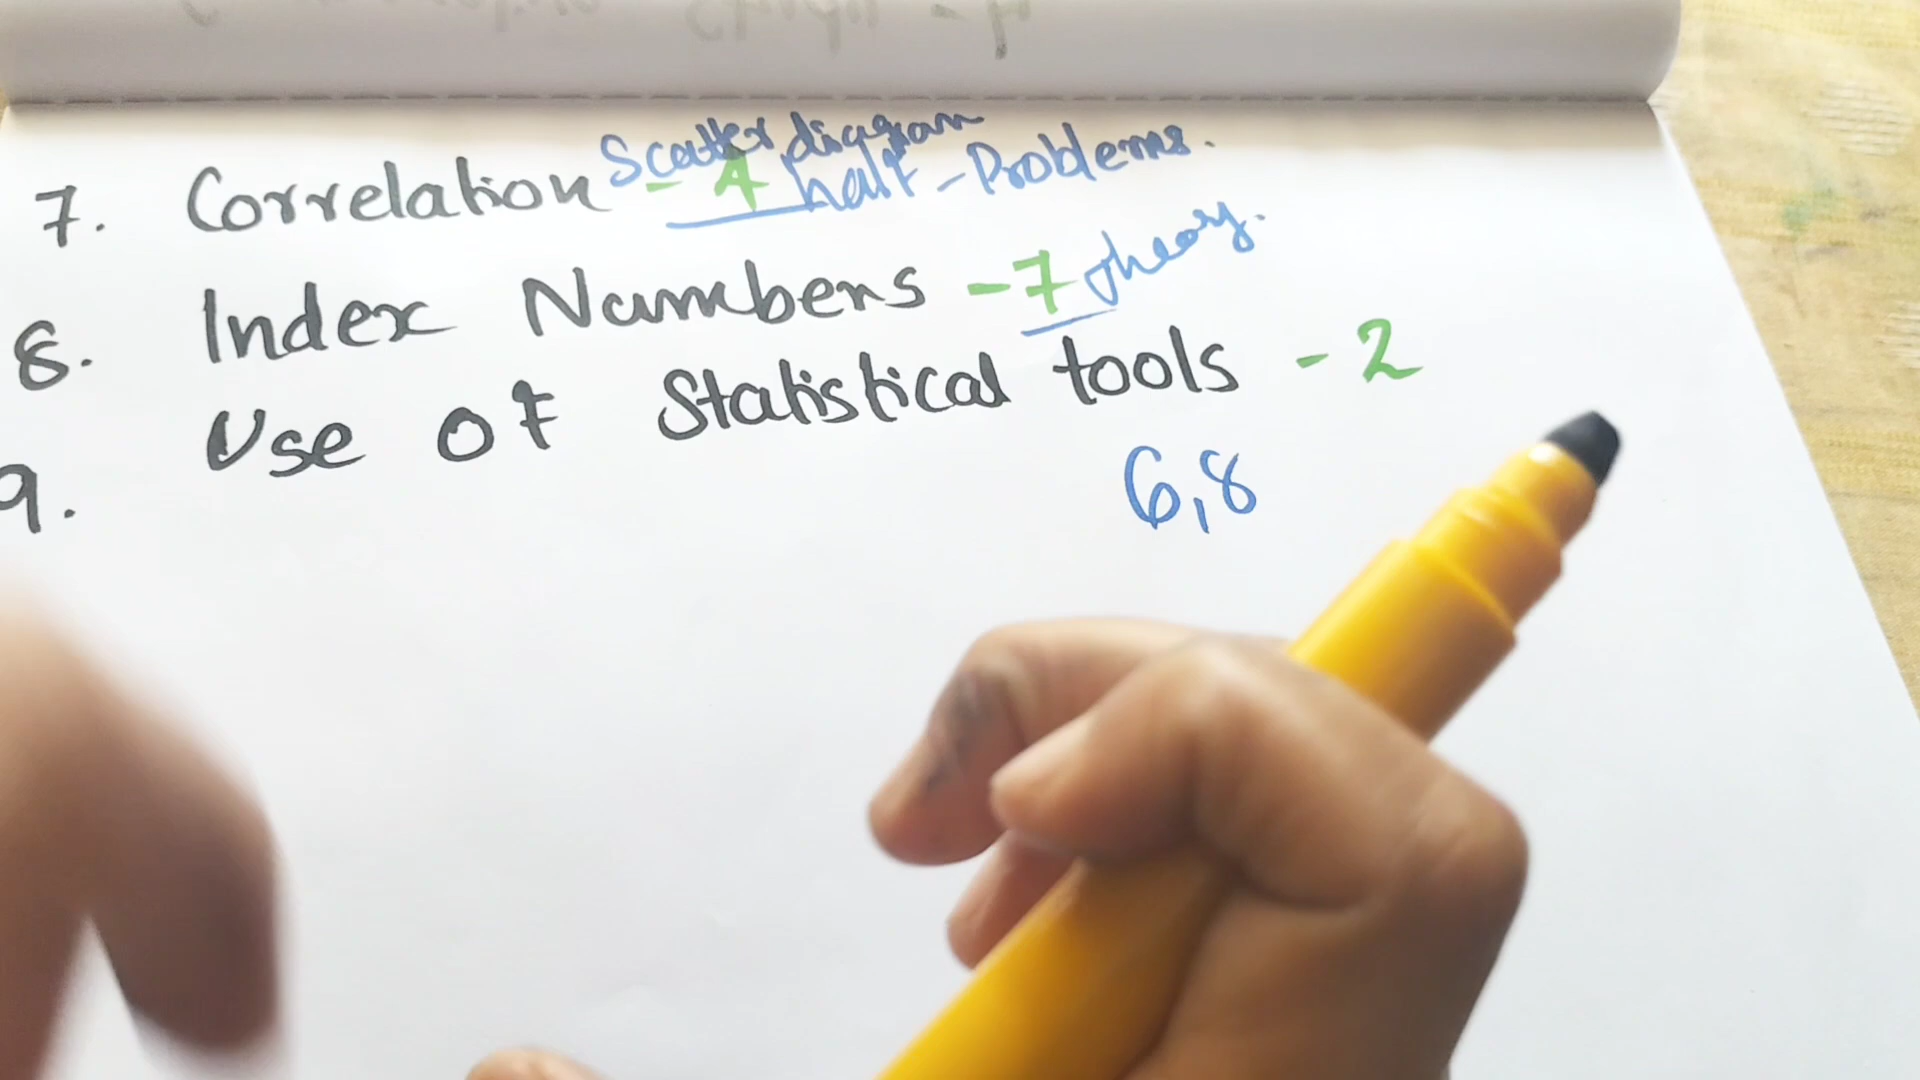 Scatter diagram
7. Correlation - 4 half - Problems.
8. Index Numbers - 7 theory.
9. Use of Statistical tools - 2
6,8